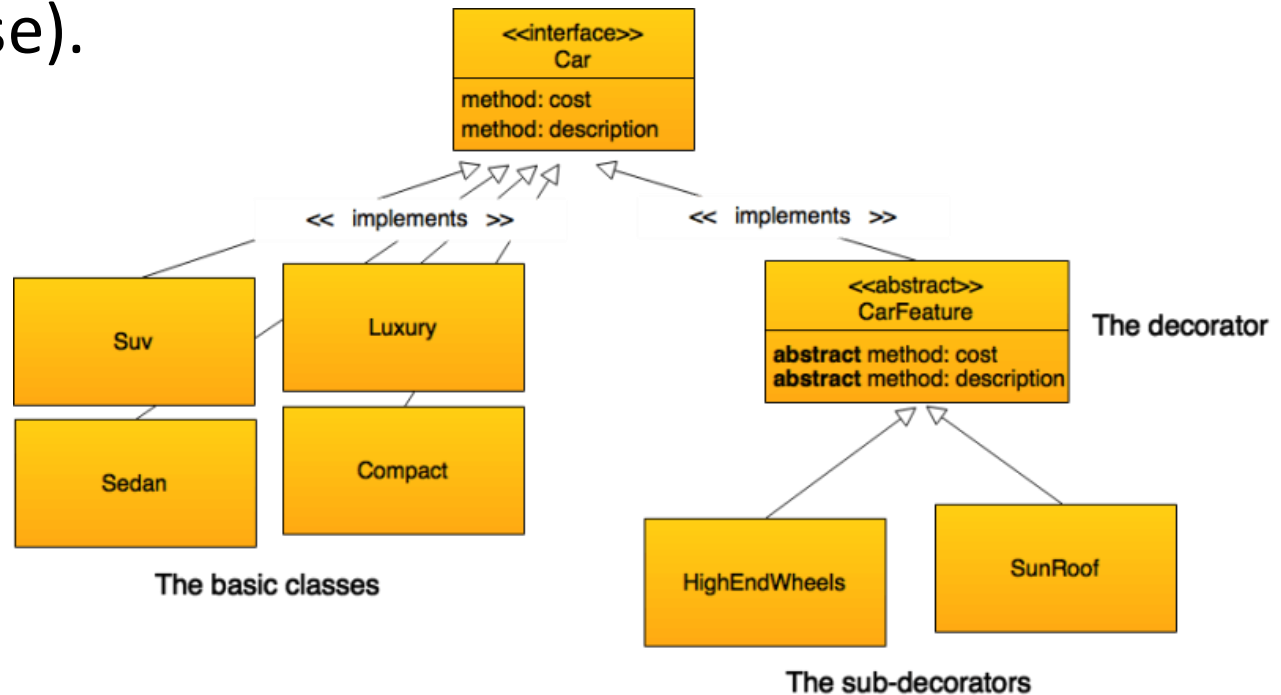 se).
<<interface>>
Car
method: cost
method: description
<< implements >>
<< implements >>
Suv
Luxury
Sedan
Compact
The basic classes
<<abstract>>
CarFeature
abstract method: cost
abstract method: description
The decorator
HighEndWheels
SunRoof
The sub-decorators